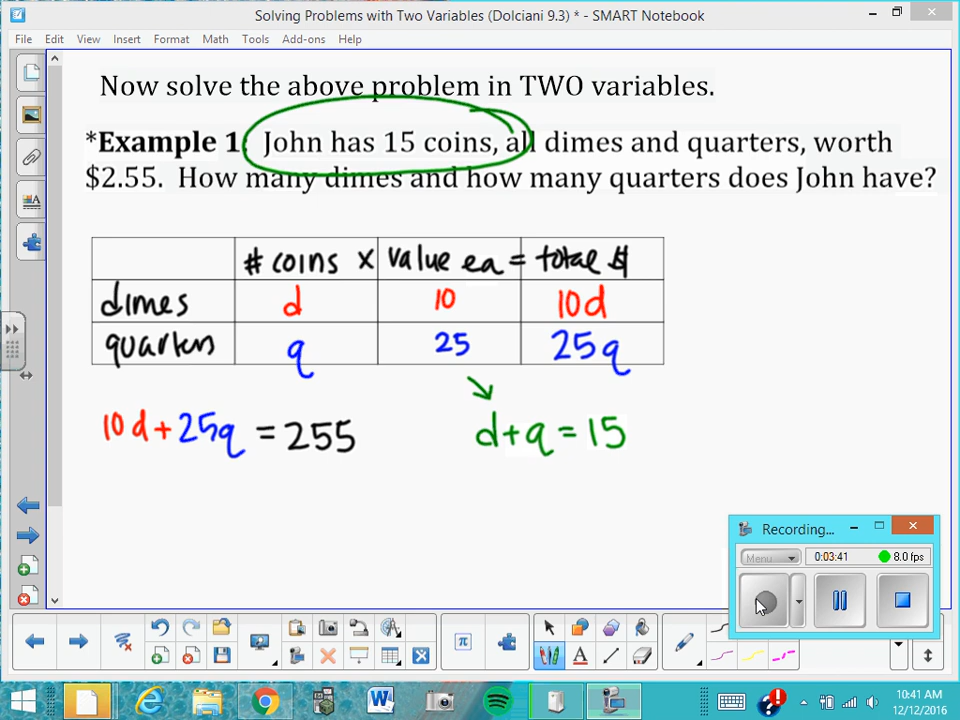 Solving Problems with Two Variables (Dolciani 9.3) * - SMART Notebook
File Edit View Insert Format Math Tools Add-ons Help
Now solve the above problem in TWO variables.
*Example 1. John has 15 coins, all dimes and quarters, worth
$2.55. How many dimes and how many quarters does John have?
# coins x value ea = total $
dimes d 10 10d
quarters q 25 25q
10d+25q = 255 d+q = 15
Recording...
Menu 0:03:41 8.0 fps
π
A
10:41 AM
12/12/2016